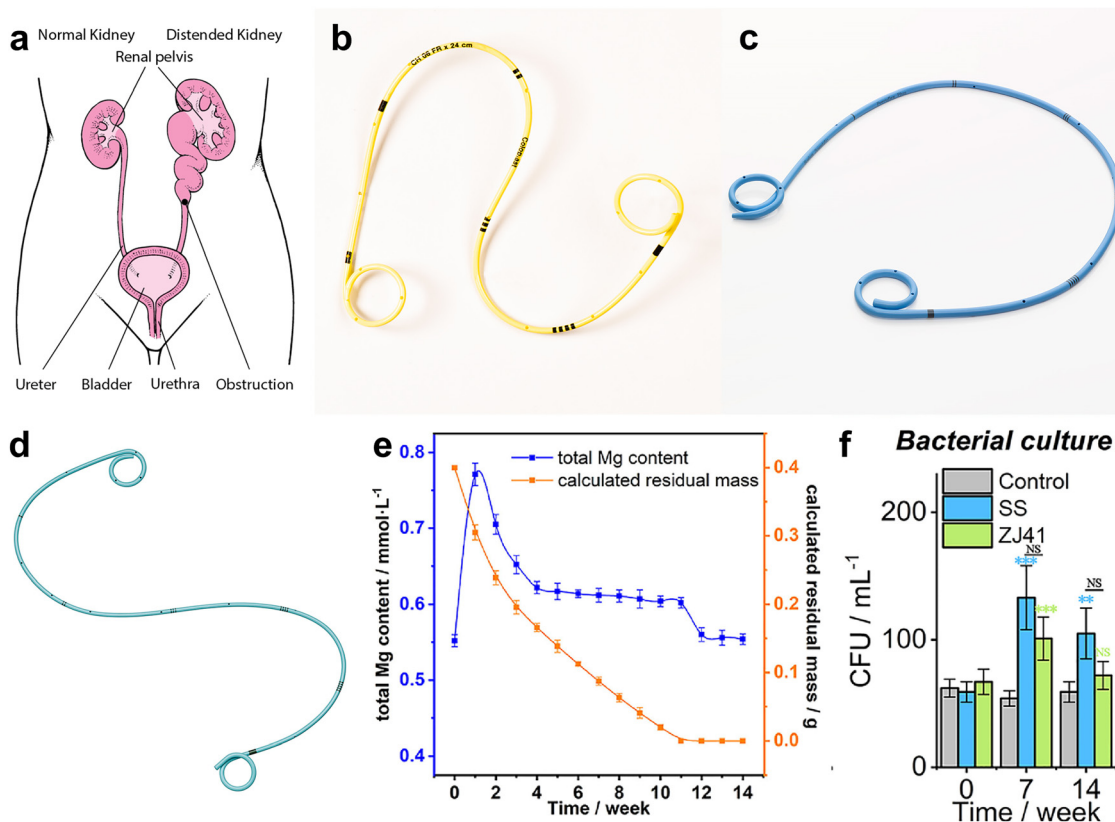 a
Normal Kidney Distended Kidney
Renal pelvis
Ureter Bladder Urethra Obstruction
b
CH 06 FR x 24 cm
Coloplast
c
d
e
total Mg content
calculated residual mass
total Mg content / mmol·L⁻¹
0.8
0.7
0.6
0.5
0.4
calculated residual mass / g
0.4
0.3
0.2
0.1
0.0
0 2 4 6 8 10 12 14
Time / week
f
Bacterial culture
Control
SS
ZJ41
CFU / mL⁻¹
200
100
0
NS
***
***
NS
**
NS
0 7 14
Time / week